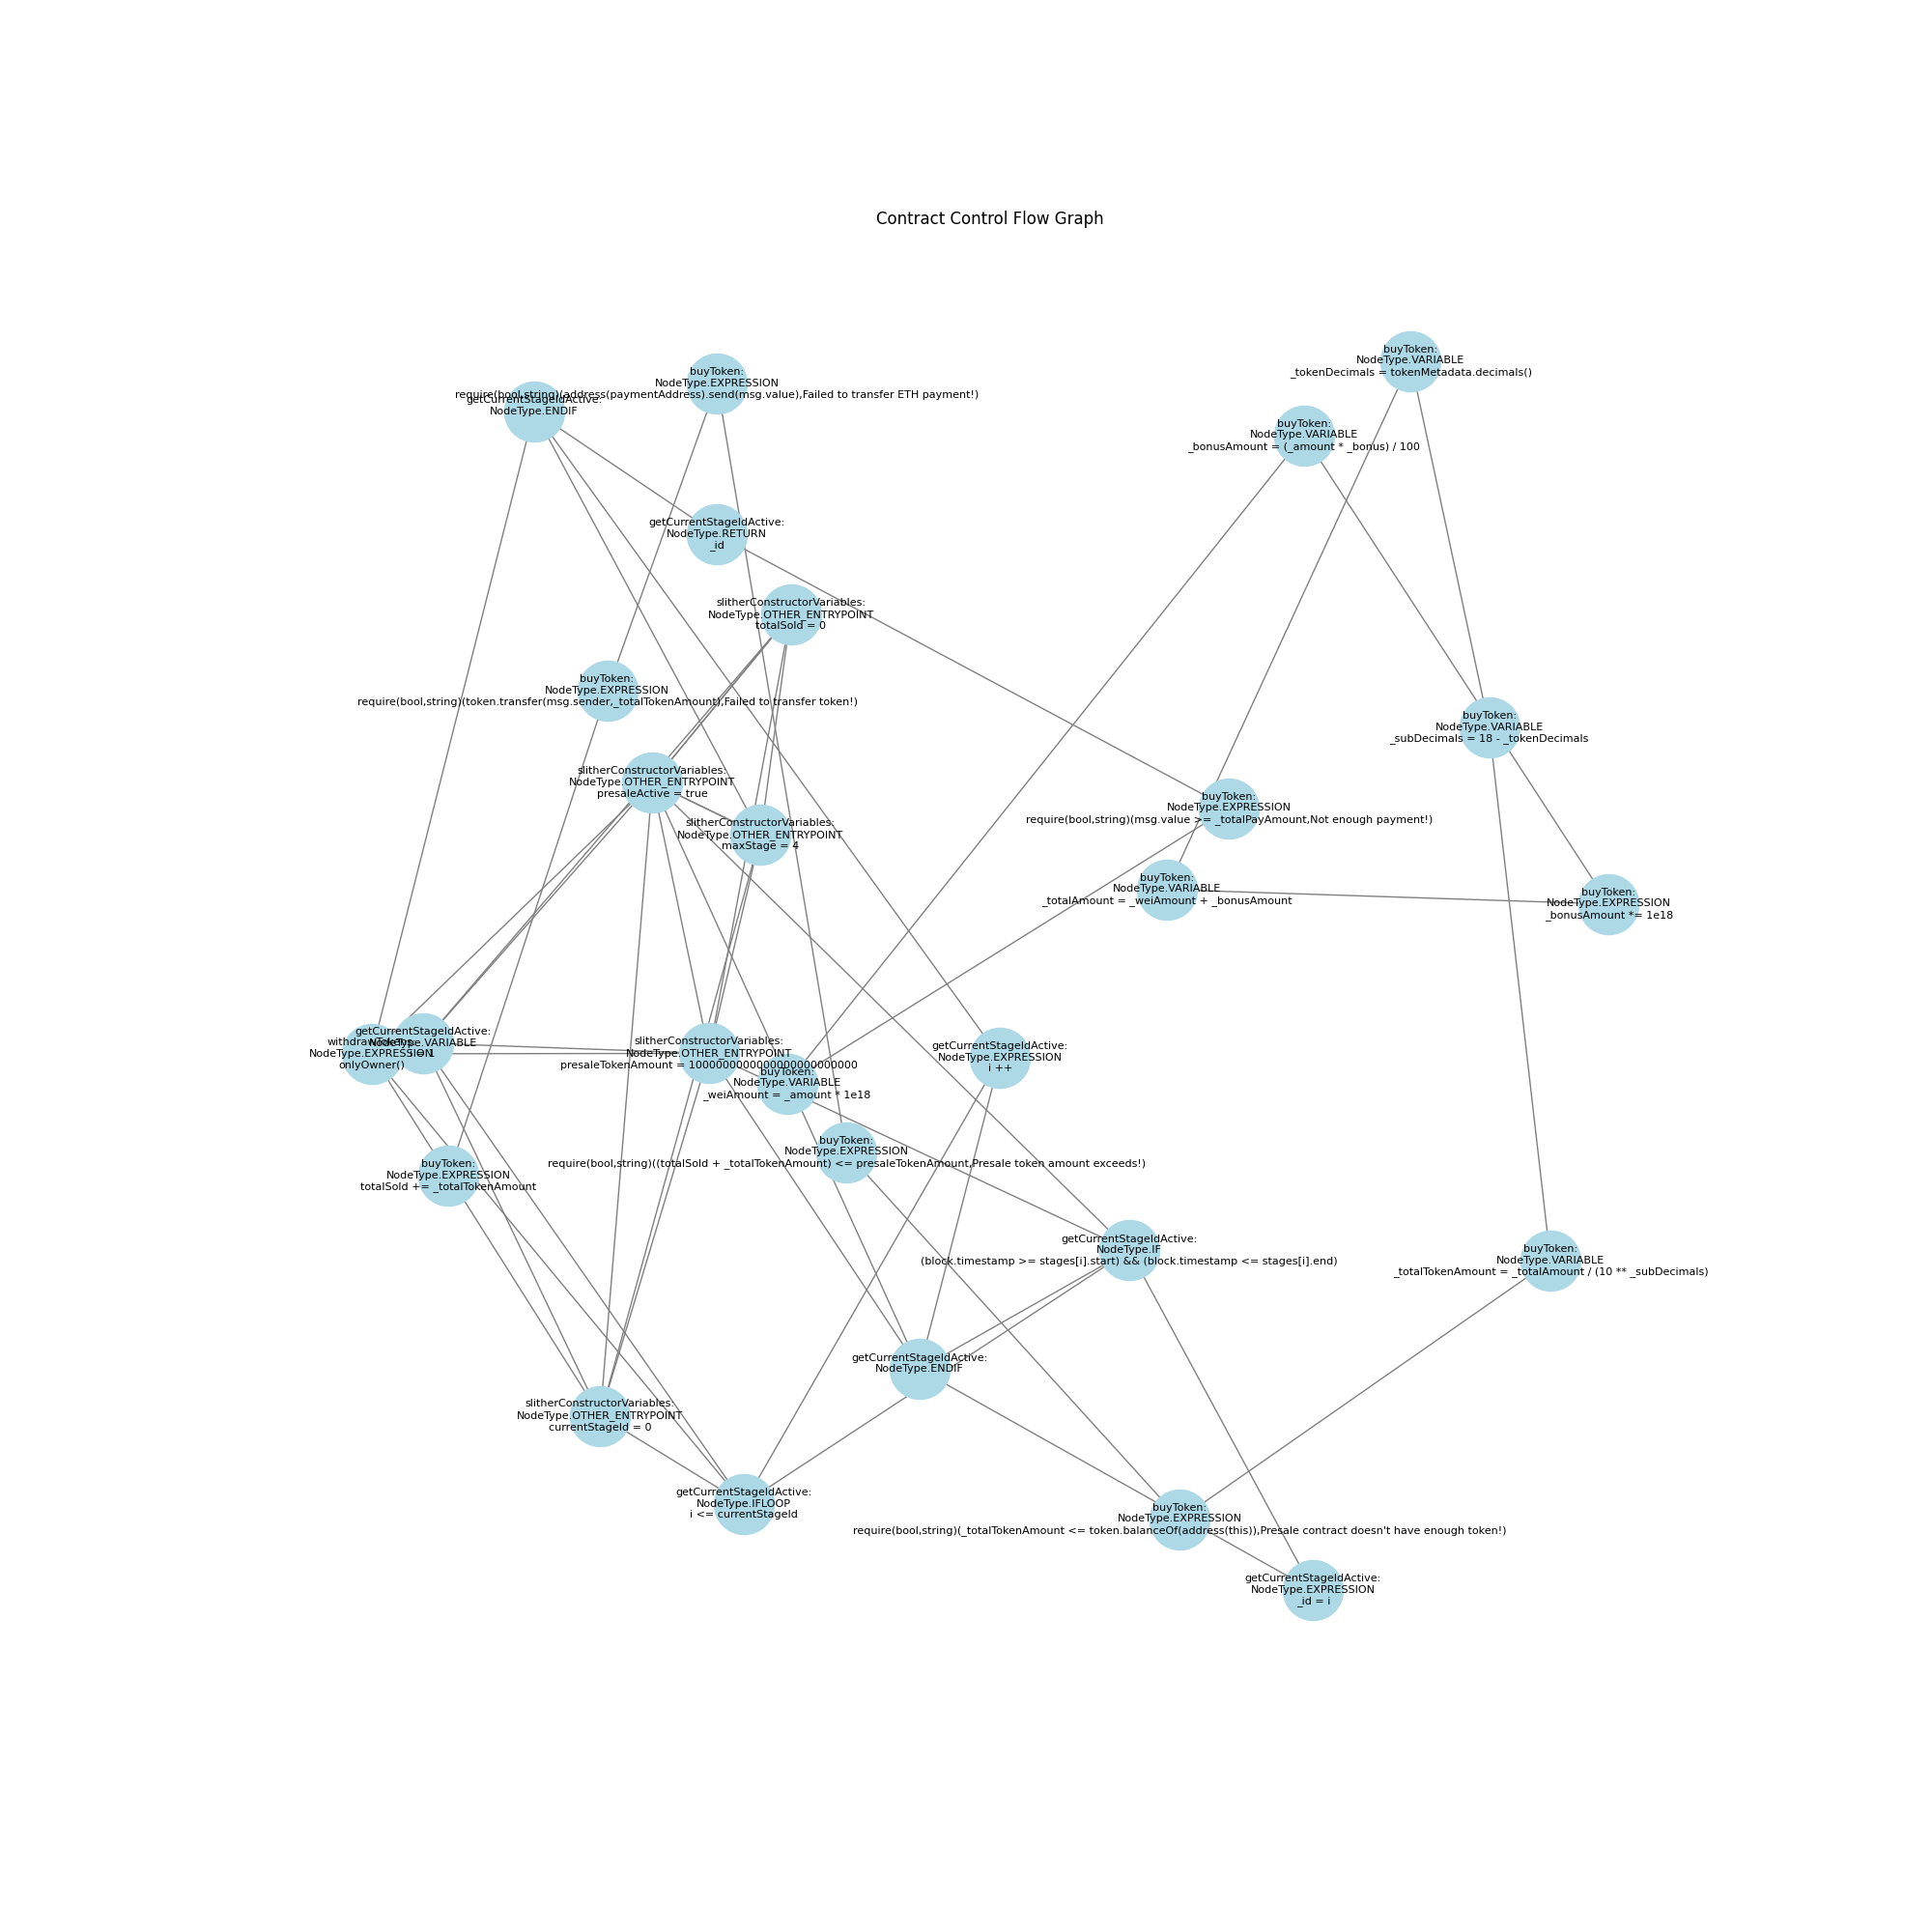 Contract Control Flow Graph
buyToken:
NodeType.VARIABLE
_tokenDecimals = tokenMetadata.decimals()
buyToken:
NodeType.EXPRESSION
require(bool,string)(address(paymentAddress).send(msg.value),Failed to transfer ETH payment!)
getCurrentStageIdActive:
NodeType.ENDIF
buyToken:
NodeType.VARIABLE
_bonusAmount = (_amount * _bonus) / 100
getCurrentStageIdActive:
NodeType.RETURN
_id
slitherConstructorVariables:
NodeType.OTHER_ENTRYPOINT
totalSold = 0
buyToken:
NodeType.EXPRESSION
require(bool,string)(token.transfer(msg.sender,_totalTokenAmount),Failed to transfer token!)
buyToken:
NodeType.VARIABLE
_subDecimals = 18 - _tokenDecimals
slitherConstructorVariables:
NodeType.OTHER_ENTRYPOINT
presaleActive = true
buyToken:
NodeType.EXPRESSION
require(bool,string)(msg.value >= _totalPayAmount,Not enough payment!)
slitherConstructorVariables:
NodeType.OTHER_ENTRYPOINT
maxStage = 4
buyToken:
NodeType.VARIABLE
_totalAmount = _weiAmount + _bonusAmount
buyToken:
NodeType.EXPRESSION
_bonusAmount *= 1e18
getCurrentStageIdActive:
NodeType.VARIABLE
i = 1
NodeType.EXPRESSION
onlyOwner()
slitherConstructorVariables:
NodeType.OTHER_ENTRYPOINT
getCurrentStageIdActive:
NodeType.EXPRESSION
i ++
buyToken:
NodeType.VARIABLE
_weiAmount = _amount * 1e18
buyToken:
NodeType.EXPRESSION
require(bool,string)((totalSold + _totalTokenAmount) <= presaleTokenAmount,Presale token amount exceeds!)
buyToken:
NodeType.EXPRESSION
totalSold += _totalTokenAmount
getCurrentStageIdActive:
NodeType.IF
(block.timestamp >= stages[i].start) && (block.timestamp <= stages[i].end)
buyToken:
NodeType.VARIABLE
_totalTokenAmount = _totalAmount / (10 ** _subDecimals)
getCurrentStageIdActive:
NodeType.ENDIF
slitherConstructorVariables:
NodeType.OTHER_ENTRYPOINT
currentStageId = 0
getCurrentStageIdActive:
NodeType.IFLOOP
i <= currentStageId
buyToken:
NodeType.EXPRESSION
require(bool,string)(_totalTokenAmount <= token.balanceOf(address(this)),Presale contract doesn't have enough token!)
getCurrentStageIdActive:
NodeType.EXPRESSION
_id = i